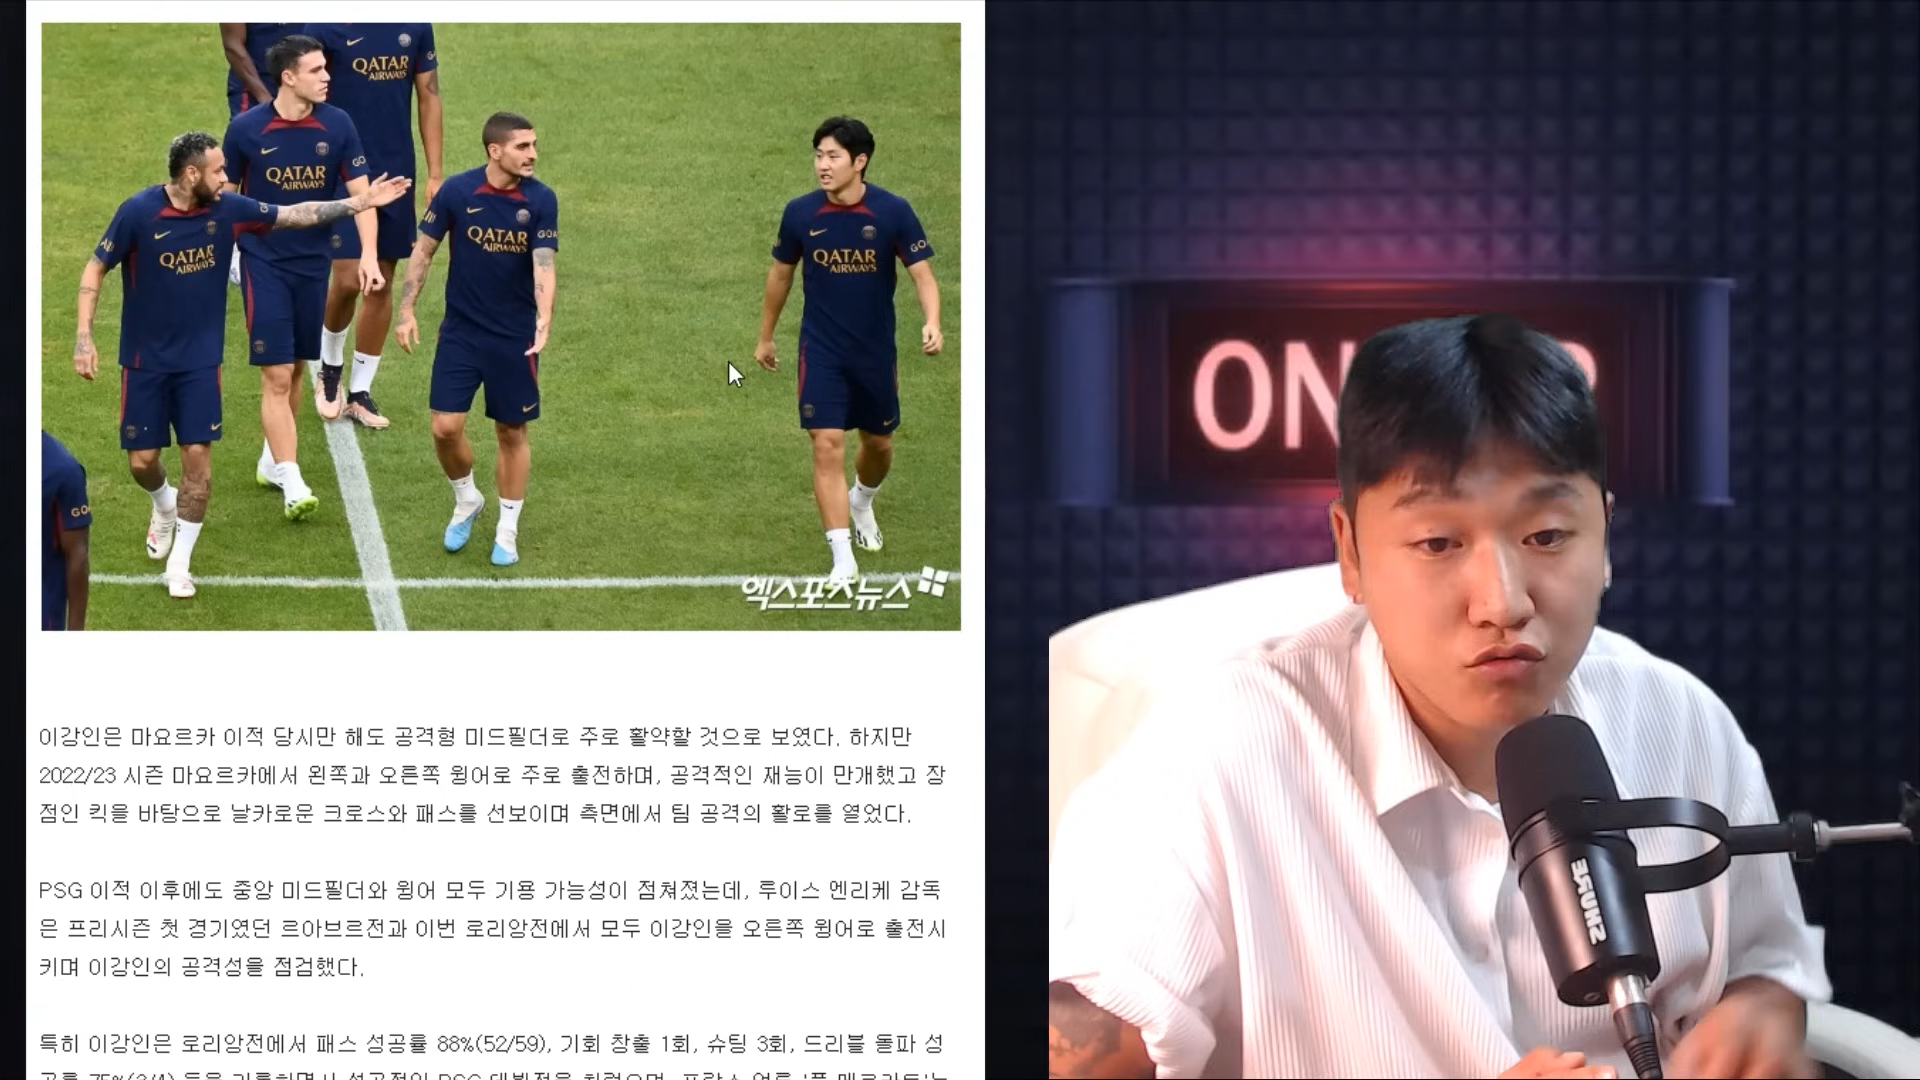 QATAR
AIRWAYS
QATAR
AIRWAYS
QATAR
AIRWAYS
QATAR
AIRWAYS
QATAR
AIRWAYS
엑스포츠뉴스
이강인은 마요르카 이적 당시만 해도 공격형 미드필더로 주로 활약할 것으로 보였다. 하지만
2022/23 시즌 마요르카에서 왼쪽과 오른쪽 윙어로 주로 출전하며, 공격적인 재능이 만개했고 장
점인 킥을 바탕으로 날카로운 크로스와 패스를 선보이며 측면에서 팀 공격의 활로를 열었다.
PSG 이적 이후에도 중앙 미드필더와 윙어 모두 기용 가능성이 점쳐졌는데, 루이스 엔리케 감독
은 프리시즌 첫 경기였던 르아브르전과 이번 로리앙전에서 모두 이강인을 오른쪽 윙어로 출전시
키며 이강인의 공격성을 점검했다.
특히 이강인은 로리앙전에서 패스 성공률 88%(52/59), 기회 창출 1회, 슈팅 3회, 드리블 돌파 성
ON
SHURE